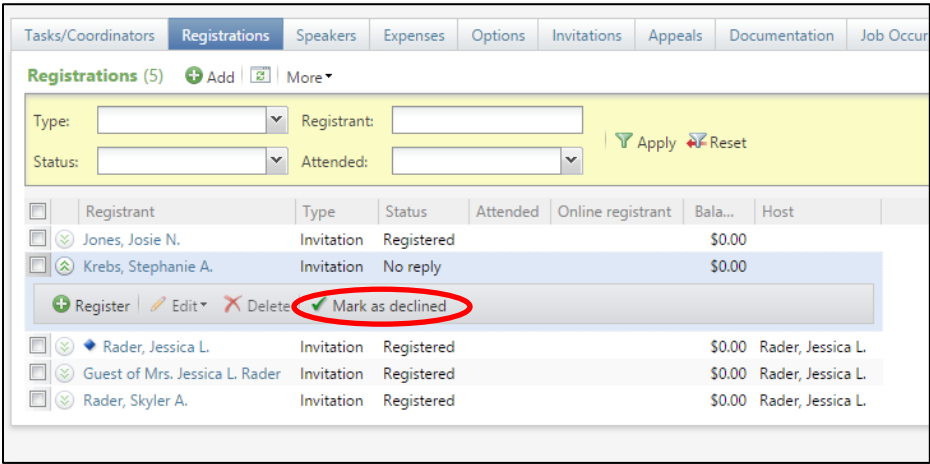 Tasks/Coordinators Registrations Speakers Expenses Options Invitations Appeals Documentation Job Occur
Registrations (5) Add More
Type: Registrant:
Apply Reset
Status: Attended:
Registrant Type Status Attended Online registrant Bala... Host
Jones, Josie N. Invitation Registered $0.00
Krebs, Stephanie A. Invitation No reply $0.00
Register Edit Delete Mark as declined
Rader, Jessica L. Invitation Registered $0.00 Rader, Jessica L.
Guest of Mrs. Jessica L. Rader Invitation Registered $0.00 Rader, Jessica L.
Rader, Skyler A. Invitation Registered $0.00 Rader, Jessica L.